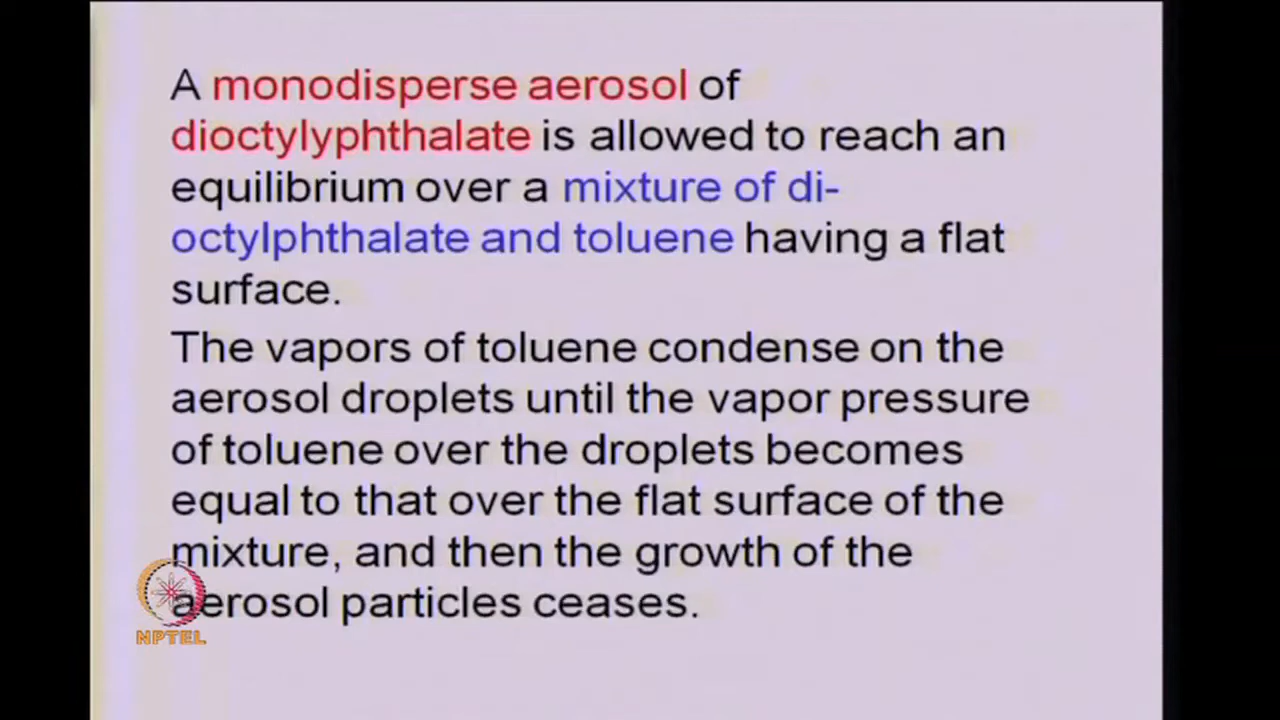 A monodisperse aerosol of
dioctylyphthalate is allowed to reach an
equilibrium over a mixture of di-
octylphthalate and toluene having a flat
surface.
The vapors of toluene condense on the
aerosol droplets until the vapor pressure
of toluene over the droplets becomes
equal to that over the flat surface of the
mixture, and then the growth of the
aerosol particles ceases.
NPTEL